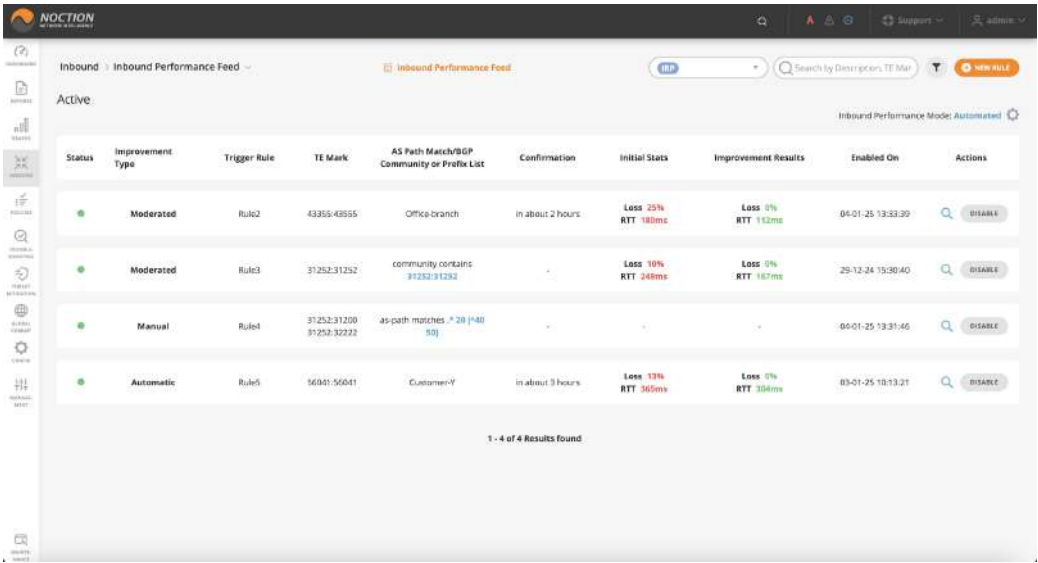 NOCTION
NETWORK INTELLIGENCE
Support
admin
Inbound > Inbound Performance Feed
Inbound Performance Feed
IRP
Search by Description, TE Mar
NEW RULE
Active
Inbound Performance Mode: Automated
Status
Improvement Type
Trigger Rule
TE Mark
AS Path Match/BGP Community or Prefix List
Confirmation
Initial Stats
Improvement Results
Enabled On
Actions
Moderated
Rule2
43355:43555
Office-branch
in about 2 hours
Loss 25%
RTT 180ms
Loss 0%
RTT 112ms
04-01-25 13:33:39
DISABLE
Moderated
Rule3
31252:31252
community contains
31252:31252
-
Loss 10%
RTT 248ms
Loss 0%
RTT 167ms
29-12-24 15:30:40
DISABLE
Manual
Rule4
31252:31200
31252:32222
as-path matches
-
-
-
04-01-25 13:31:46
DISABLE
Automatic
Rule5
56041:56041
Customer-Y
in about 3 hours
Loss 13%
RTT 365ms
Loss 0%
RTT 304ms
03-01-25 10:13:21
DISABLE
1 - 4 of 4 Results found